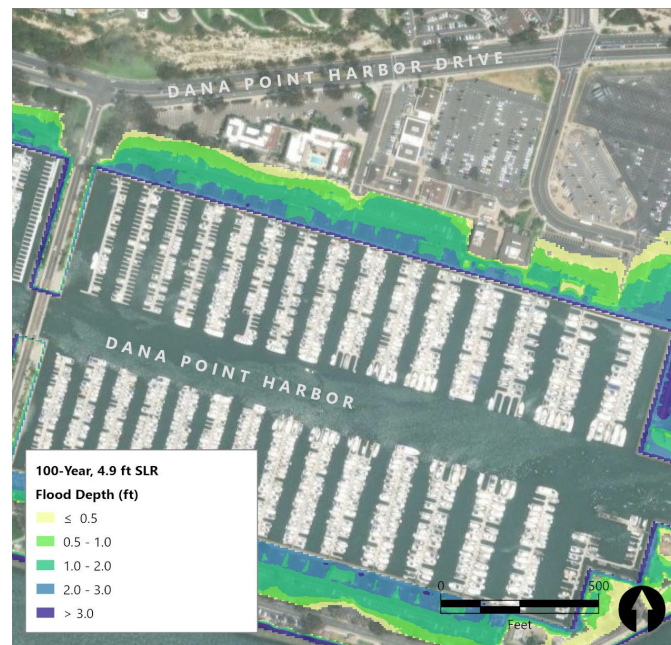 DANA POINT HARBOR DRIVE
DANA POINT HARBOR
100-Year, 4.9 ft SLR
Flood Depth (ft)
≤ 0.5
0.5 - 1.0
1.0 - 2.0
2.0 - 3.0
> 3.0
0 500
Feet